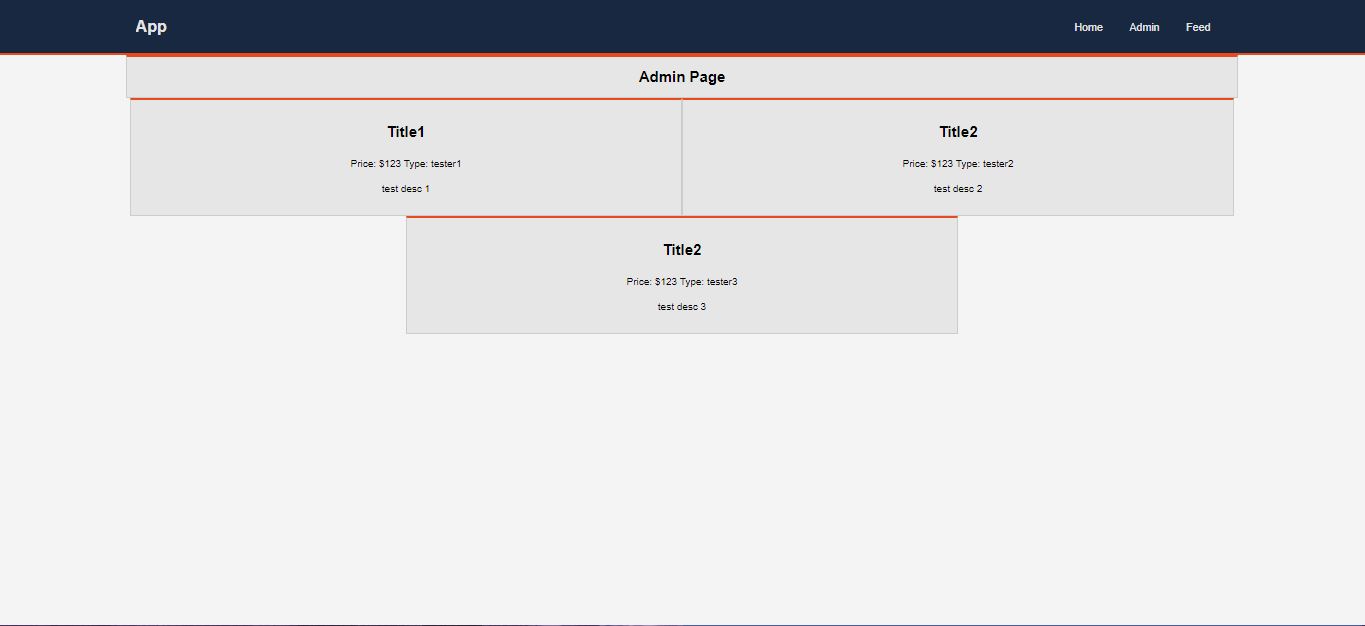 App
Home Admin Feed
Admin Page
Title1
Price: $123 Type: tester1
test desc 1
Title2
Price: $123 Type: tester2
test desc 2
Title2
Price: $123 Type: tester3
test desc 3